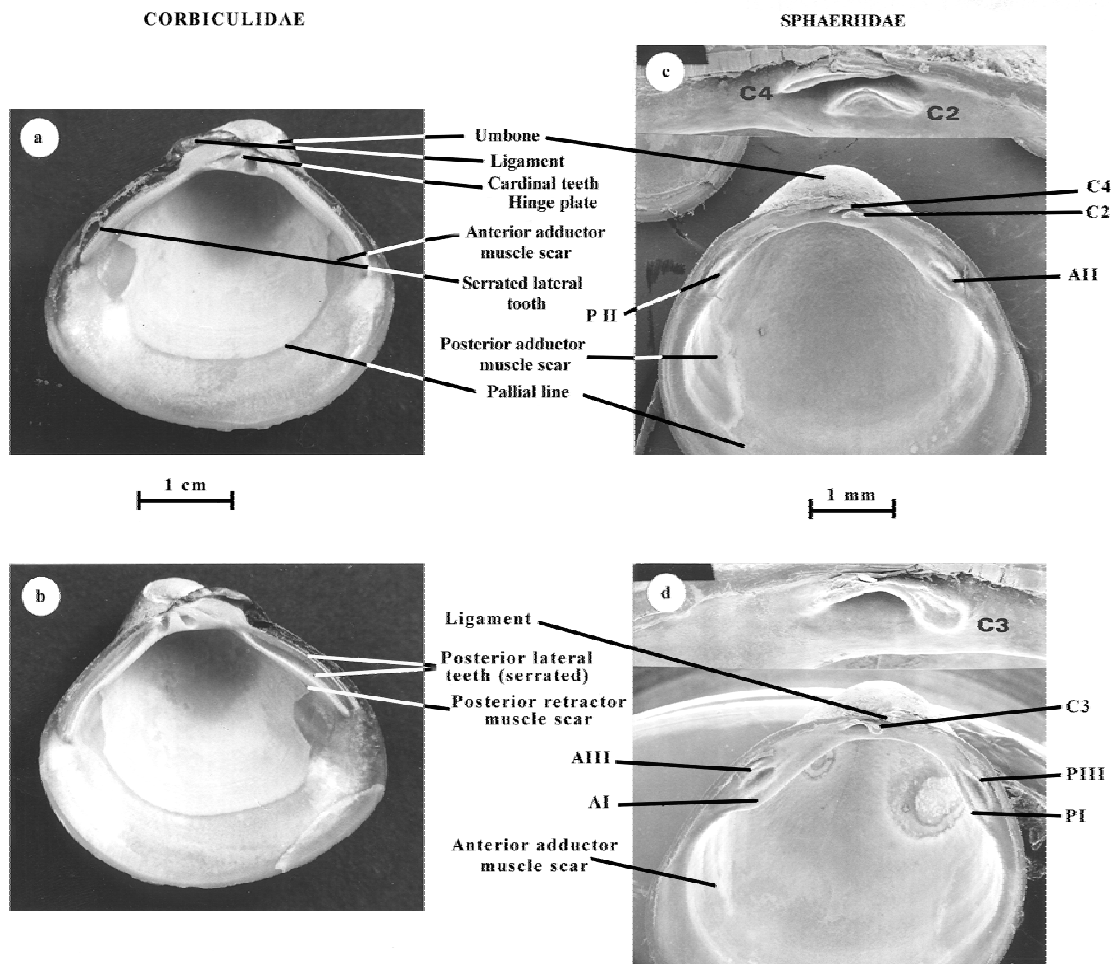 CORBICULIDAE
SPHAERIIDAE
a
c
C4
C2
Umbone
Ligament
Cardinal teeth
Hinge plate
Anterior adductor
muscle scar
Serrated lateral
tooth
P II
Posterior adductor
muscle scar
Pallial line
C4
C2
AII
1 cm
1 mm
b
d
C3
Ligament
Posterior lateral
teeth (serrated)
Posterior retractor
muscle scar
C3
AIII
AI
PIII
PI
Anterior adductor
muscle scar